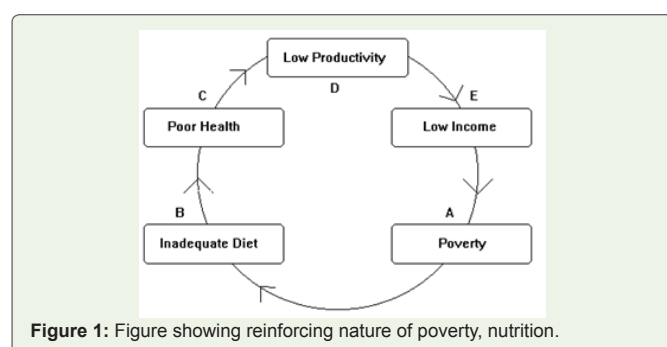 Low Productivity
D
C
E
Poor Health
Low Income
B
A
Inadequate Diet
Poverty
Figure 1: Figure showing reinforcing nature of poverty, nutrition.